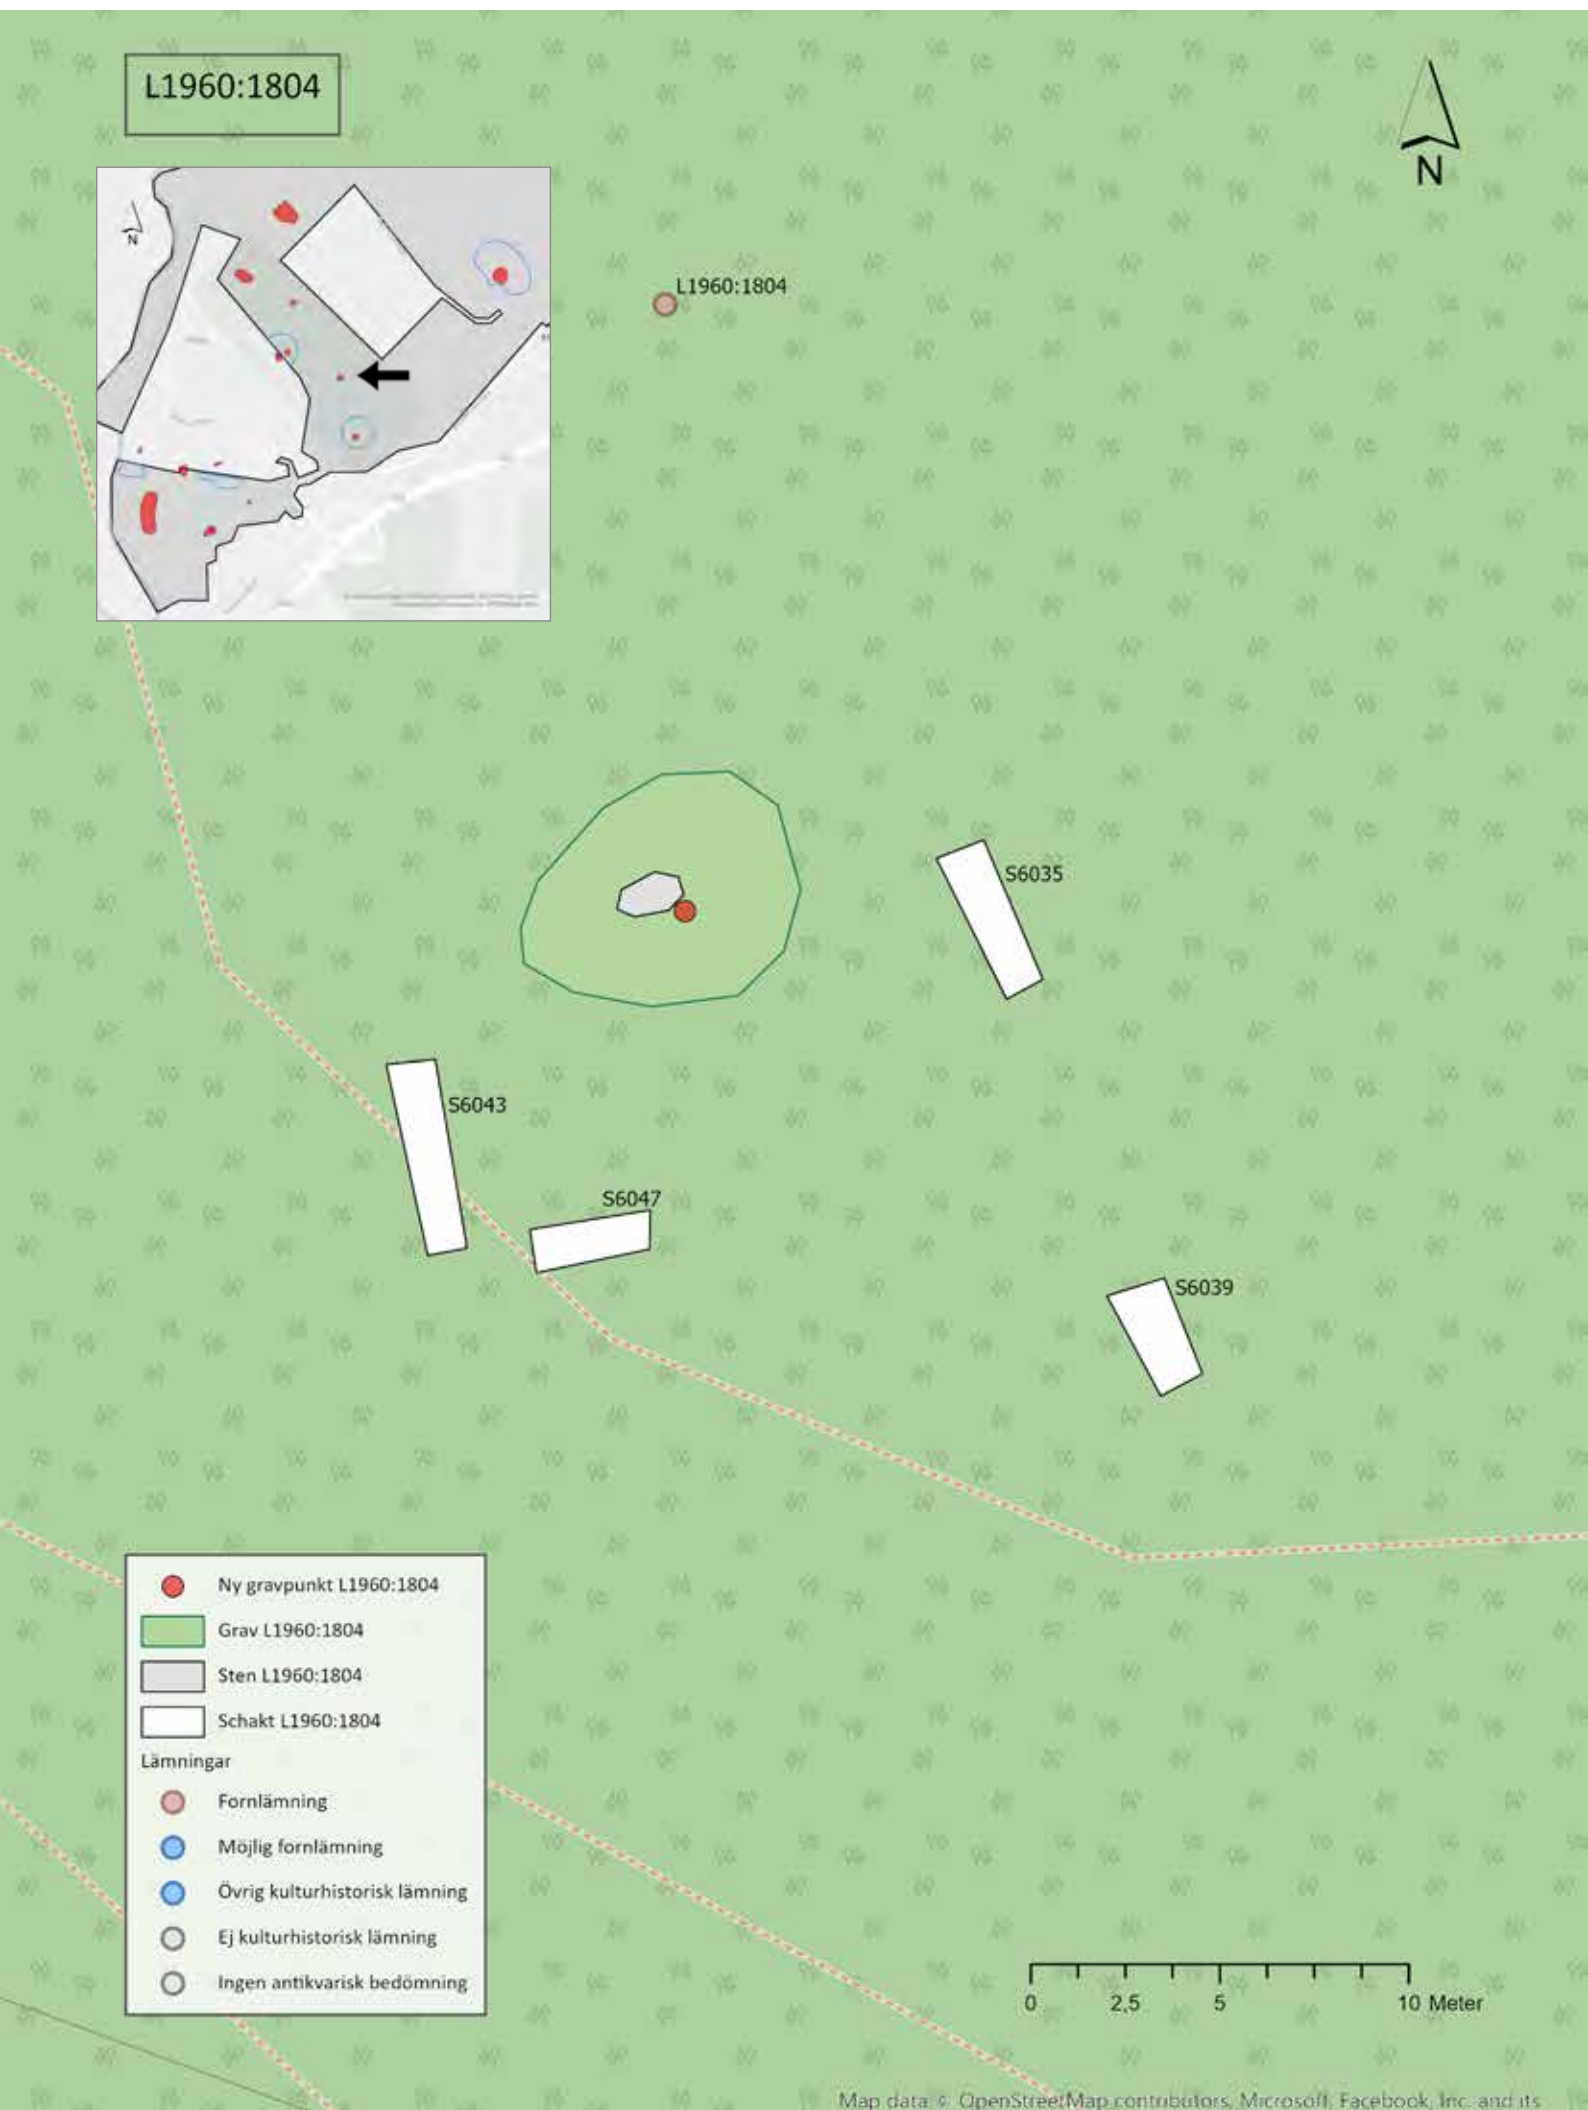 L1960:1804
N
N
L1960:1804
S6035
S6043
S6047
S6039
Ny gravpunkt L1960:1804
Grav L1960:1804
Sten L1960:1804
Schakt L1960:1804
Lämningar
Fornlämning
Möjlig fornlämning
Övrig kulturhistorisk lämning
Ej kulturhistorisk lämning
Ingen antikvarisk bedömning
0 2,5 5 10 Meter
Map data © OpenStreetMap contributors, Microsoft, Facebook, Inc. and its